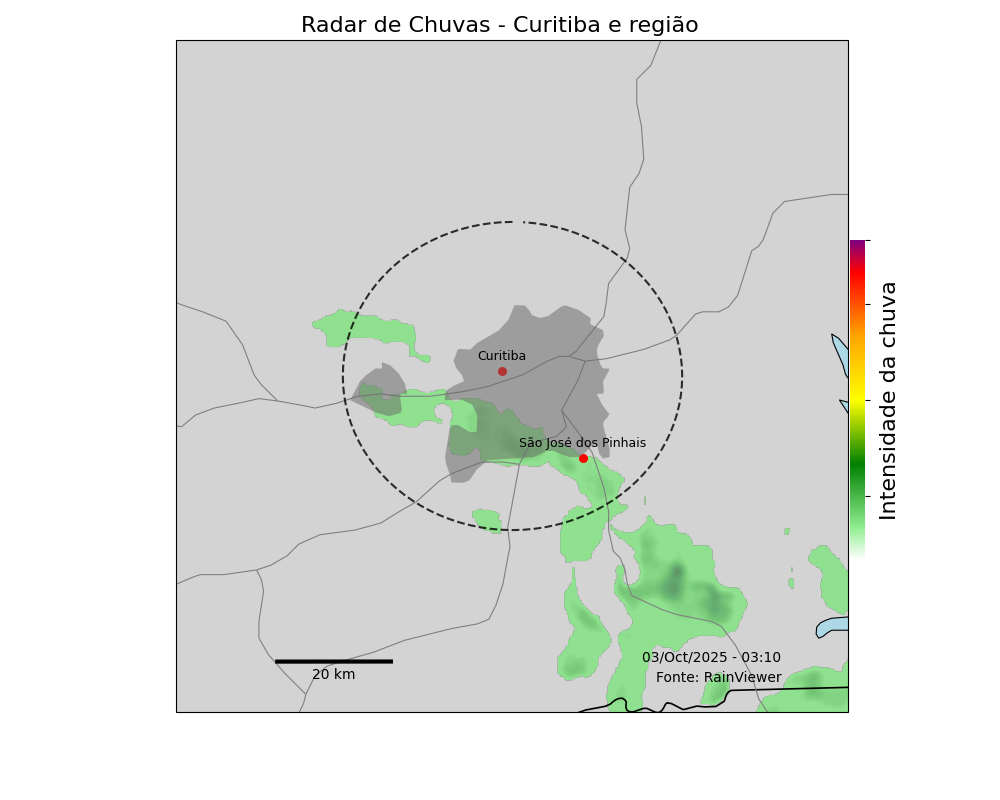 Radar de Chuvas - Curitiba e região
Curitiba
São José dos Pinhais
Intensidade da chuva
03/Oct/2025 - 03:10
Fonte: RainViewer
20 km